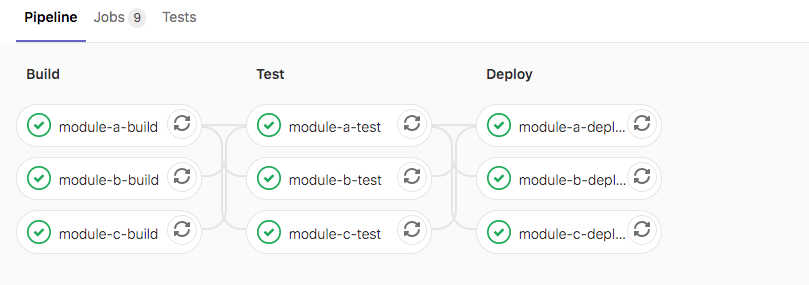 Pipeline Jobs 9 Tests
Build Test Deploy
module-a-build module-a-test module-a-depl...
module-b-build module-b-test module-b-depl...
module-c-build module-c-test module-c-depl...